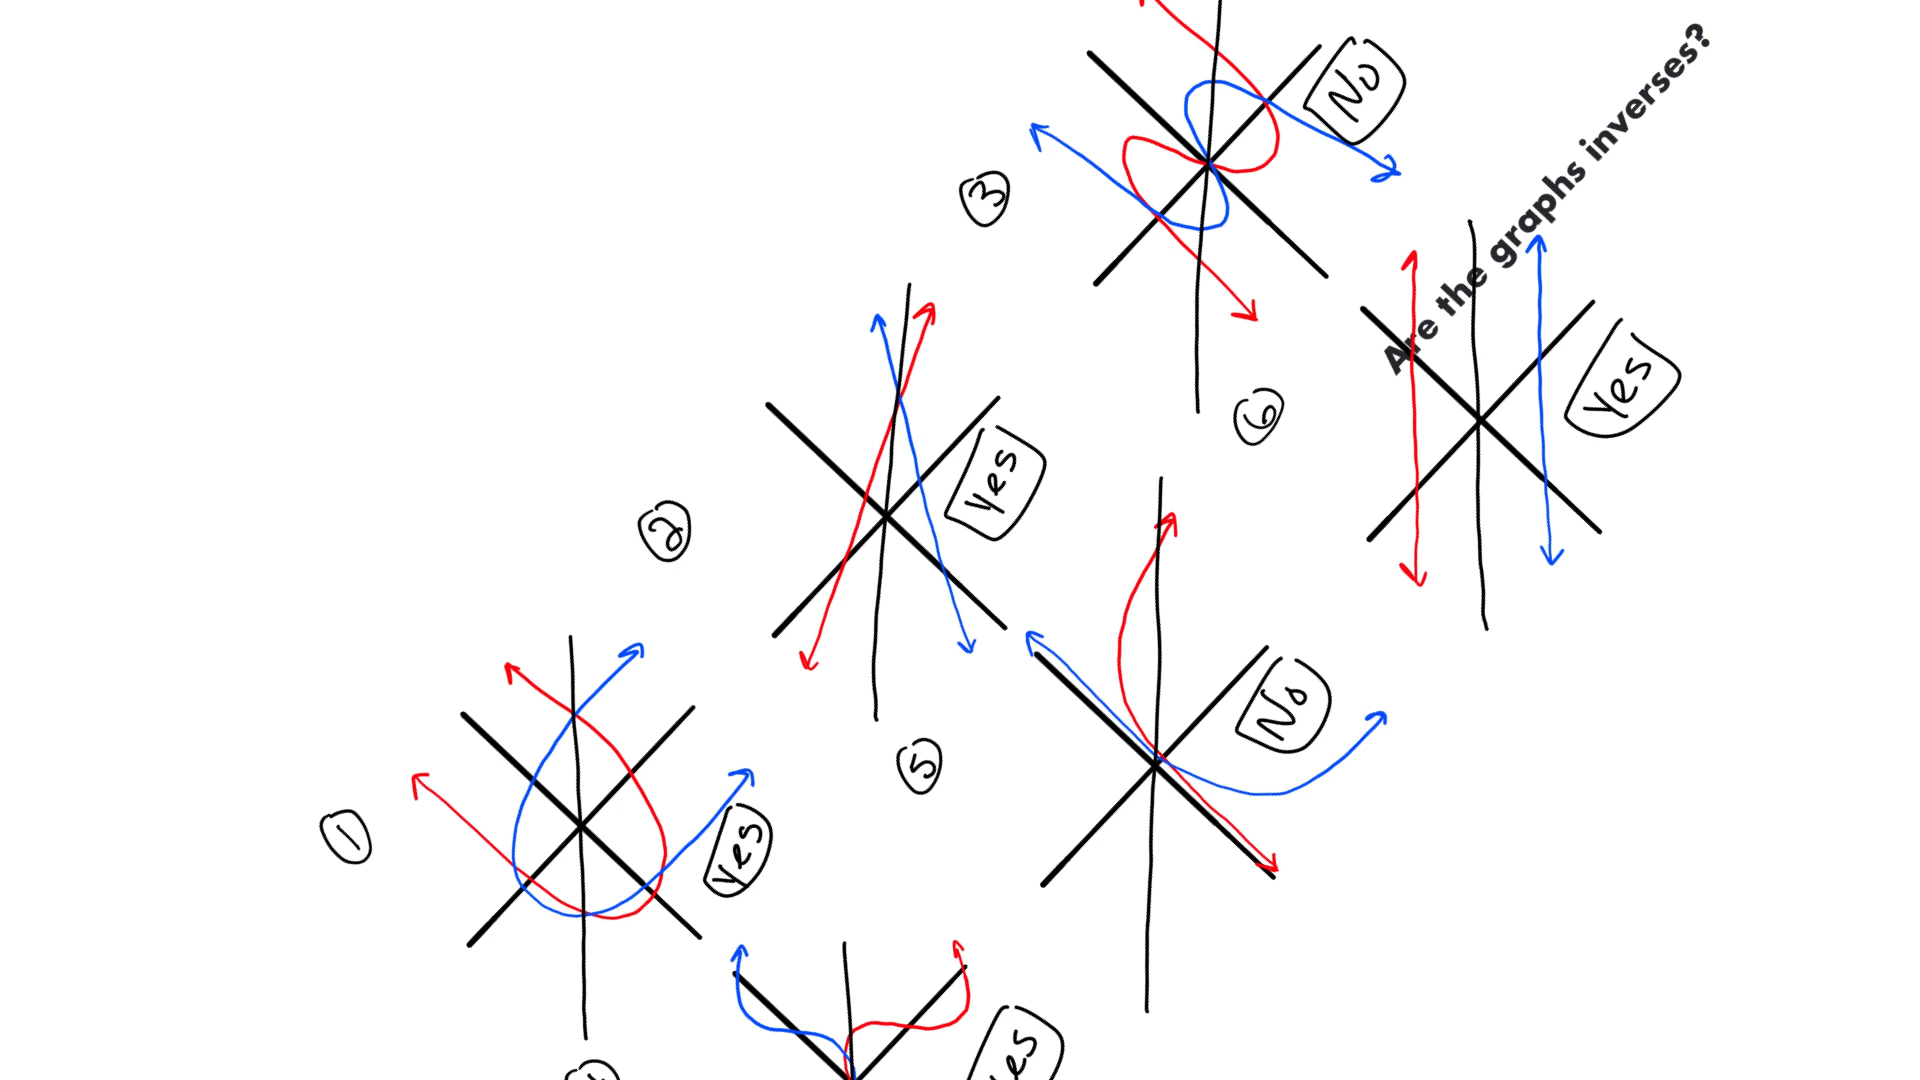 Are the graphs inverses?
1
Yes
2
Yes
3
No
5
No
6
Yes